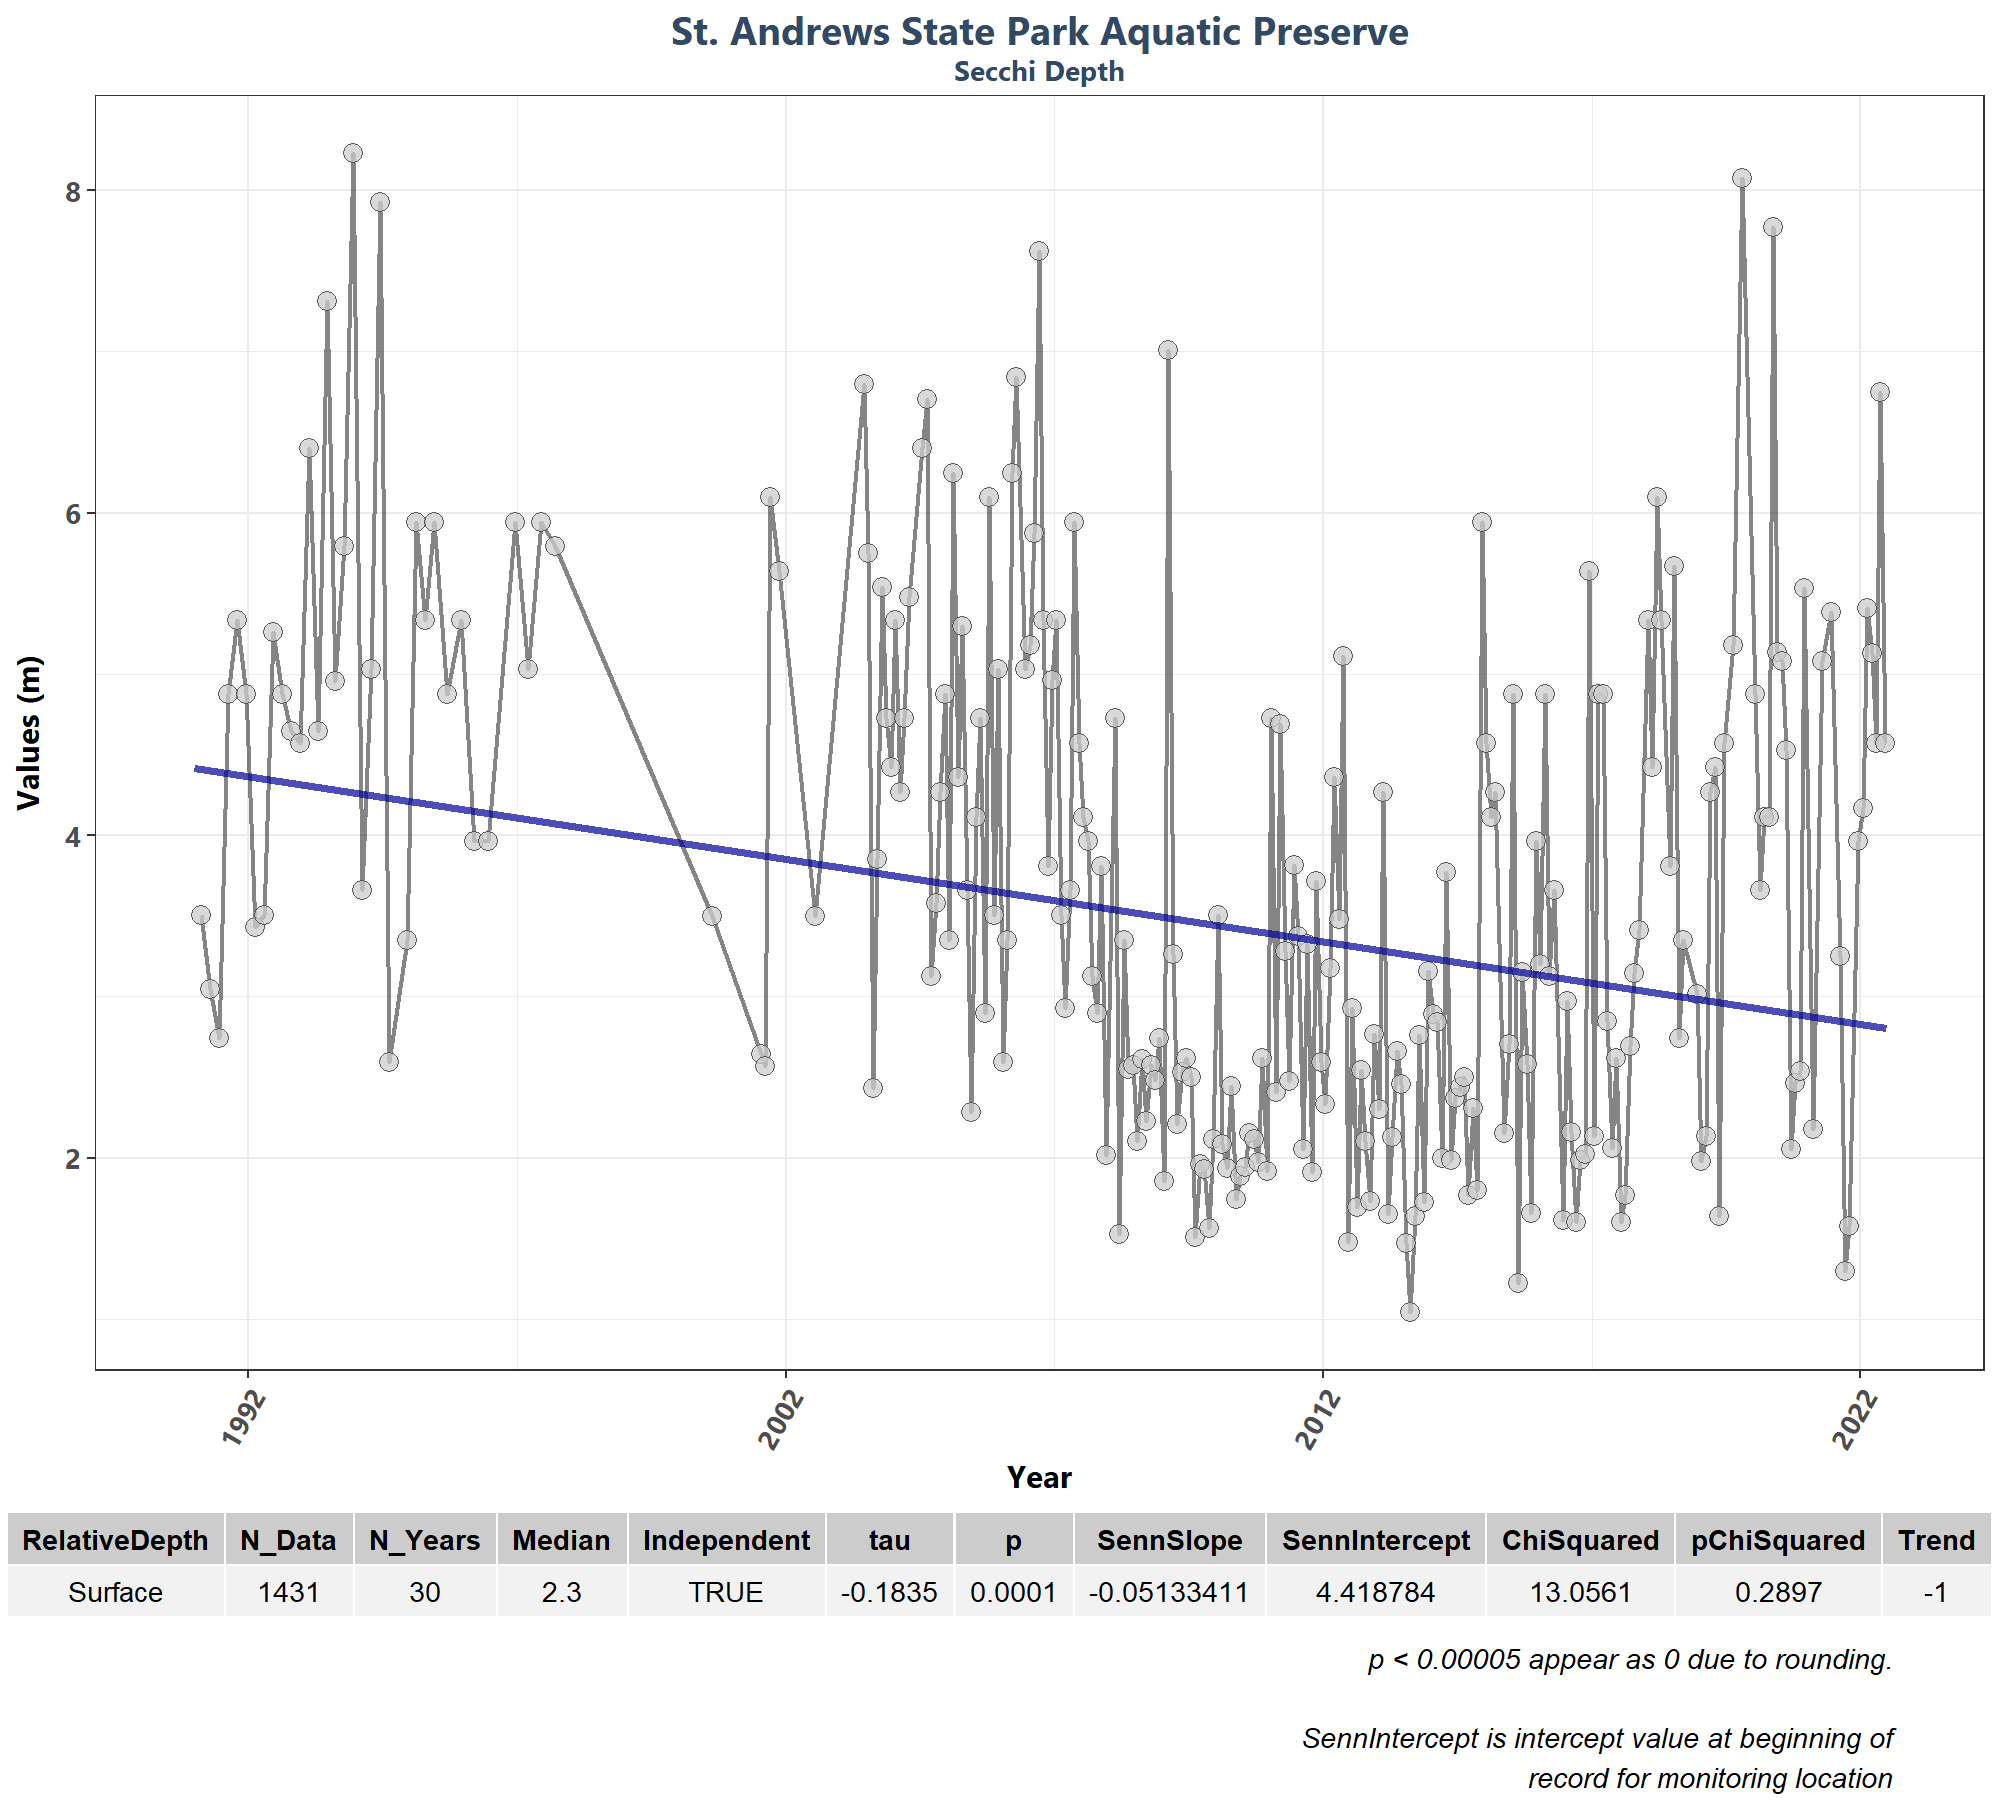 St. Andrews State Park Aquatic Preserve
Secchi Depth
Values (m)
8
6
4
2
1992
2002
2012
2022
Year
RelativeDepth N_Data N_Years Median Independent tau p SennSlope SennIntercept ChiSquared pChiSquared Trend
Surface 1431 30 2.3 TRUE -0.1835 0.0001 -0.05133411 4.418784 13.0561 0.2897 -1
p < 0.00005 appear as 0 due to rounding.
SennIntercept is intercept value at beginning of
record for monitoring location